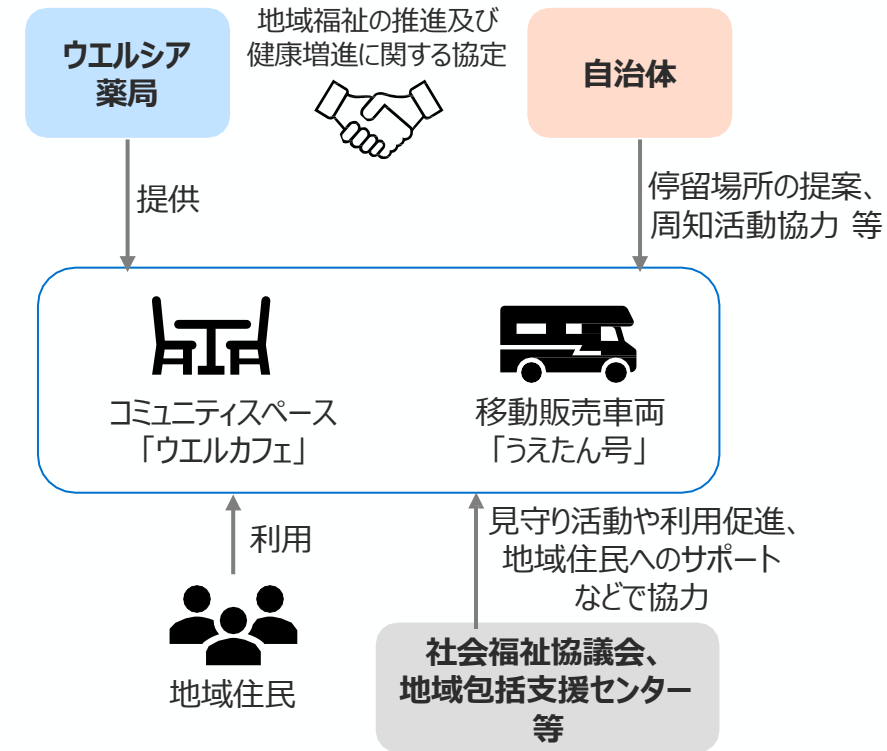 ウエルシア
薬局
地域福祉の推進及び
健康増進に関する協定
自治体
提供
停留場所の提案、
周知活動協力 等
コミュニティスペース
「ウエルカフェ」
移動販売車両
「うえたん号」
利用
見守り活動や利用促進、
地域住民へのサポート
などで協力
地域住民
社会福祉協議会、
地域包括支援センター
等